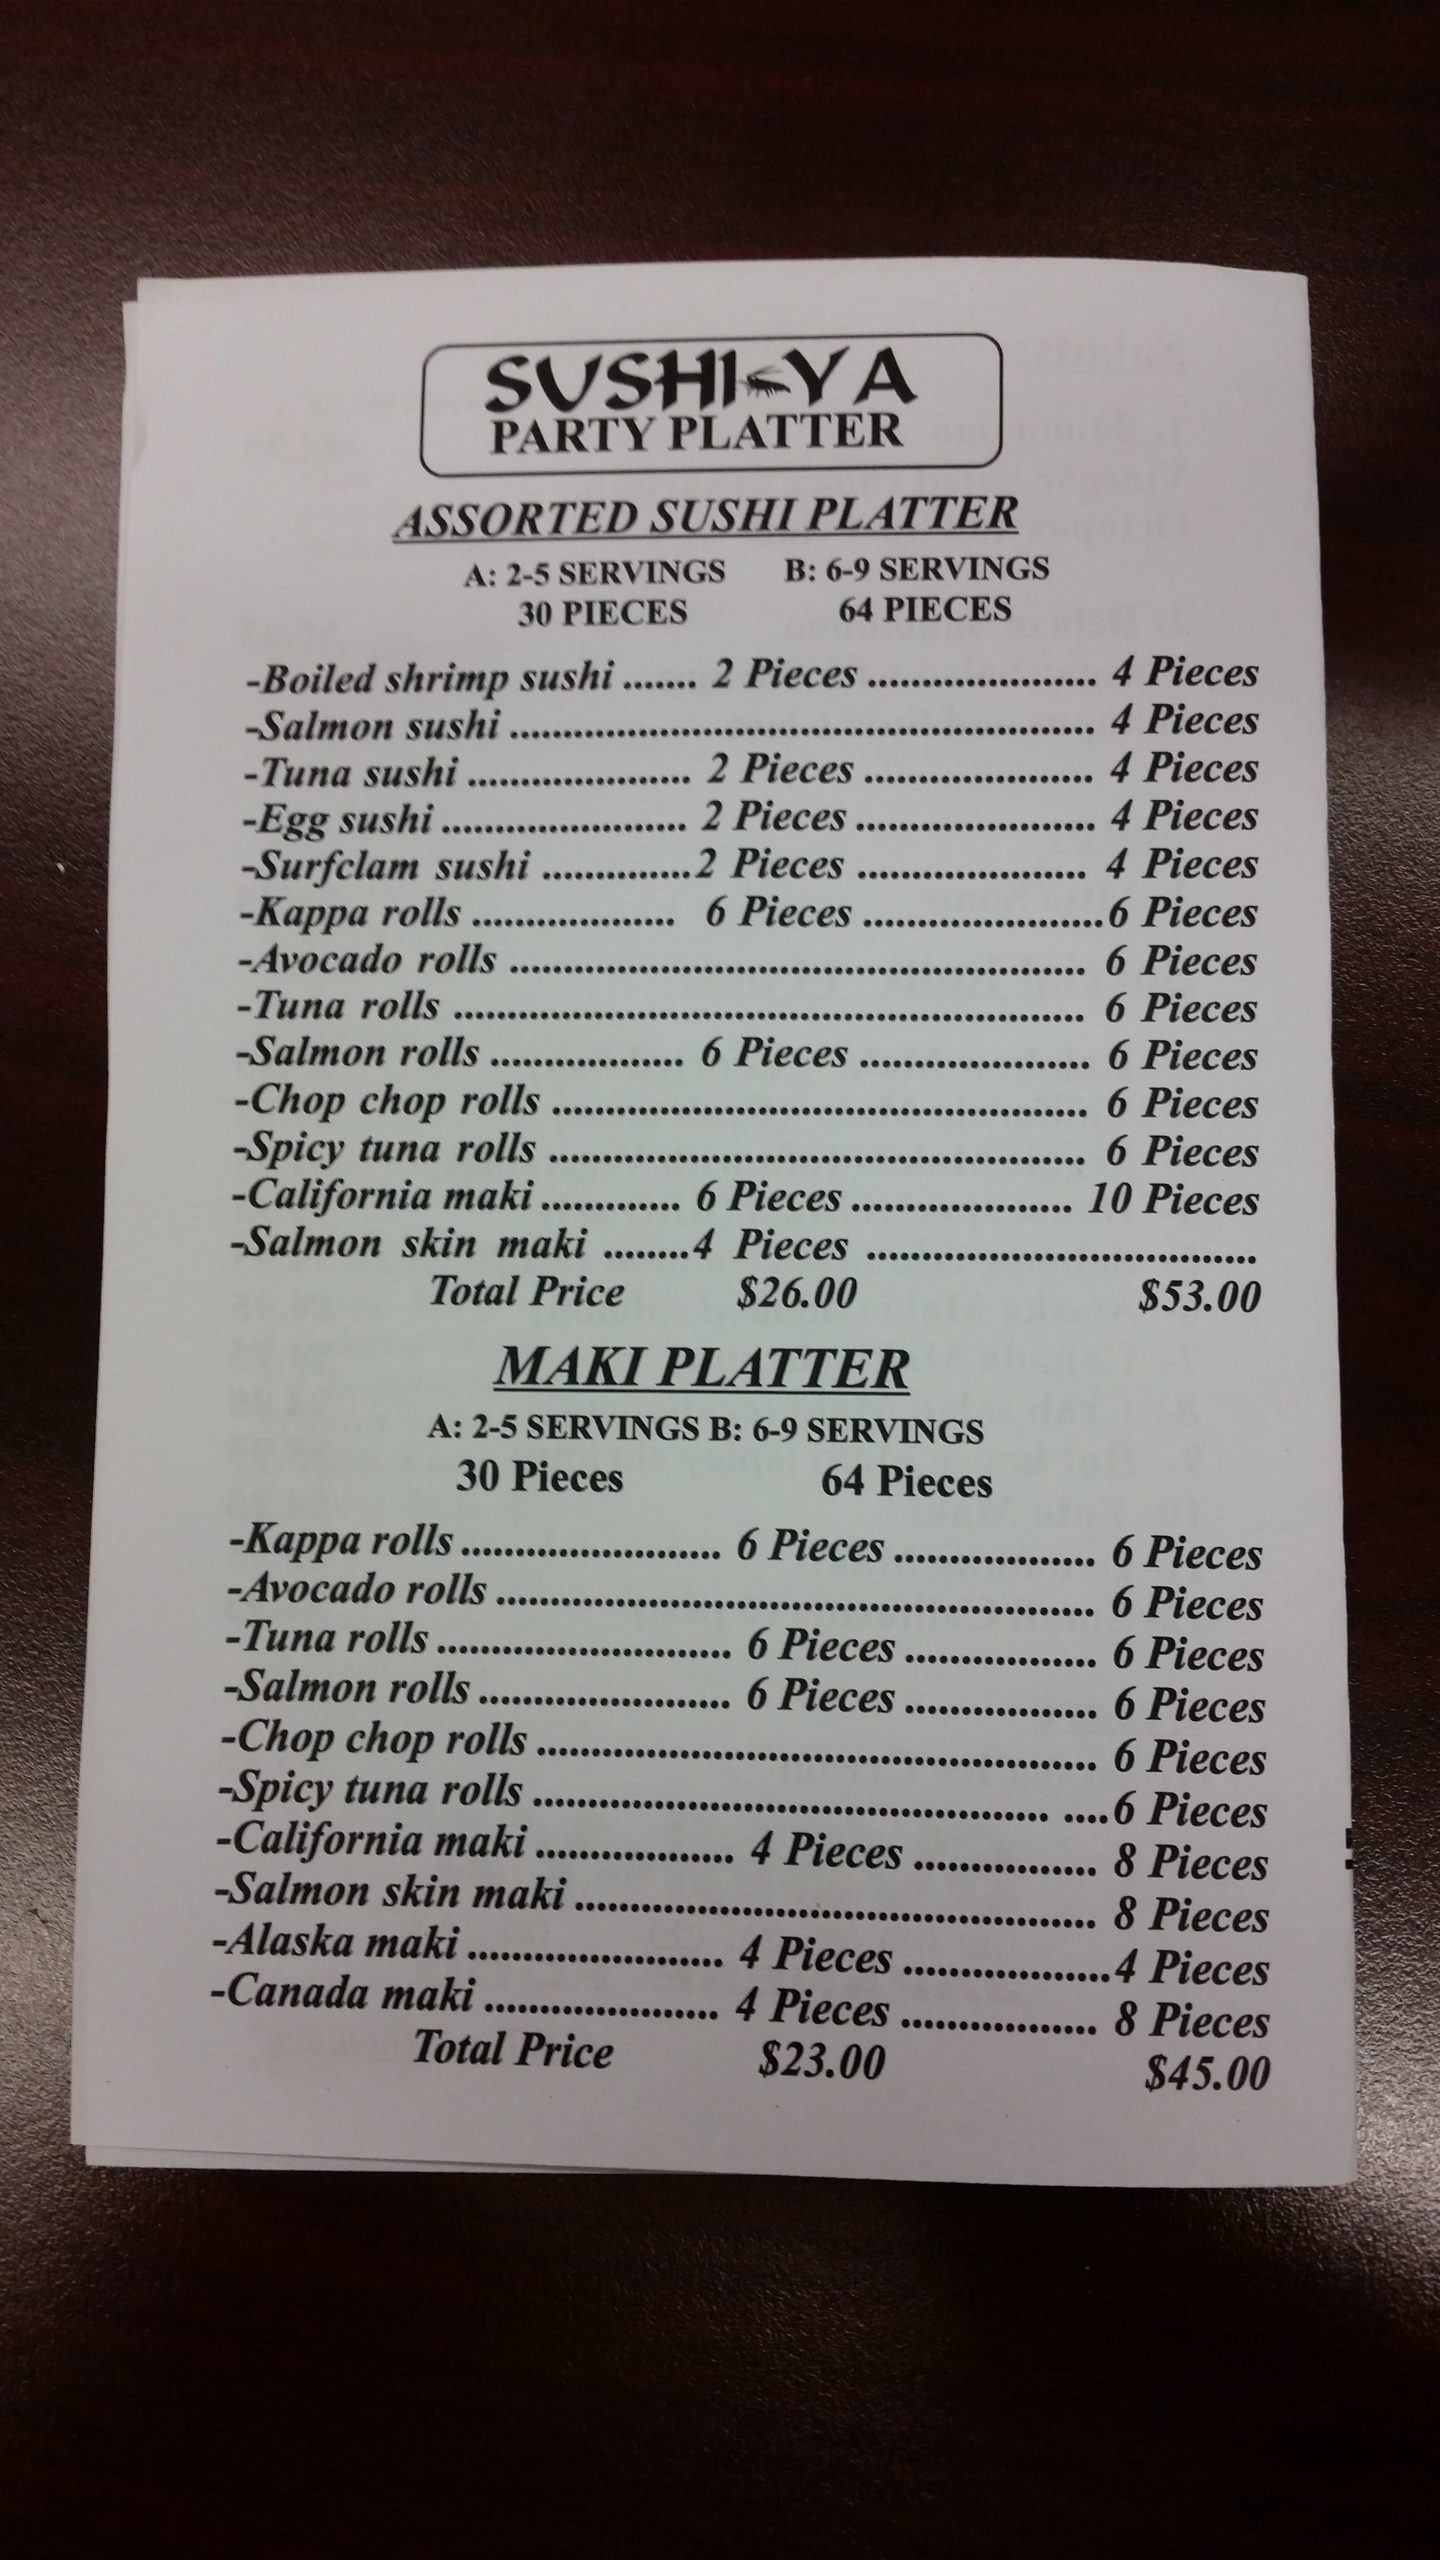 SUSHI-YA
PARTY PLATTER
ASSORTED SUSHI PLATTER
A: 2-5 SERVINGS B: 6-9 SERVINGS
30 PIECES 64 PIECES
-Boiled shrimp sushi ....... 2 Pieces ..................... 4 Pieces
-Salmon sushi ...................................................... 4 Pieces
-Tuna sushi ..................... 2 Pieces ..................... 4 Pieces
-Egg sushi ....................... 2 Pieces ...................... 4 Pieces
-Surfclam sushi ..............2 Pieces ..................... 4 Pieces
-Kappa rolls ................... 6 Pieces ......................6 Pieces
-Avocado rolls ..................................................... 6 Pieces
-Tuna rolls .......................................................... 6 Pieces
-Salmon rolls .................. 6 Pieces ..................... 6 Pieces
-Chop chop rolls ................................................. 6 Pieces
-Spicy tuna rolls ................................................. 6 Pieces
-California maki ............. 6 Pieces .................... 10 Pieces
-Salmon skin maki ........4 Pieces ....................................
Total Price $26.00 $53.00
MAKI PLATTER
A: 2-5 SERVINGS B: 6-9 SERVINGS
30 Pieces 64 Pieces
-Kappa rolls ........................ 6 Pieces ................... 6 Pieces
-Avocado rolls ....................................................... 6 Pieces
-Tuna rolls ........................... 6 Pieces .................. 6 Pieces
-Salmon rolls ....................... 6 Pieces .................. 6 Pieces
-Chop chop rolls .................................................... 6 Pieces
-Spicy tuna rolls ............................................... ....6 Pieces
-California maki .................. 4 Pieces ................. 8 Pieces
-Salmon skin maki ................................................ 8 Pieces
-Alaska maki ....................... 4 Pieces ...................4 Pieces
-Canada maki ..................... 4 Pieces .................. 8 Pieces
Total Price $23.00 $45.00